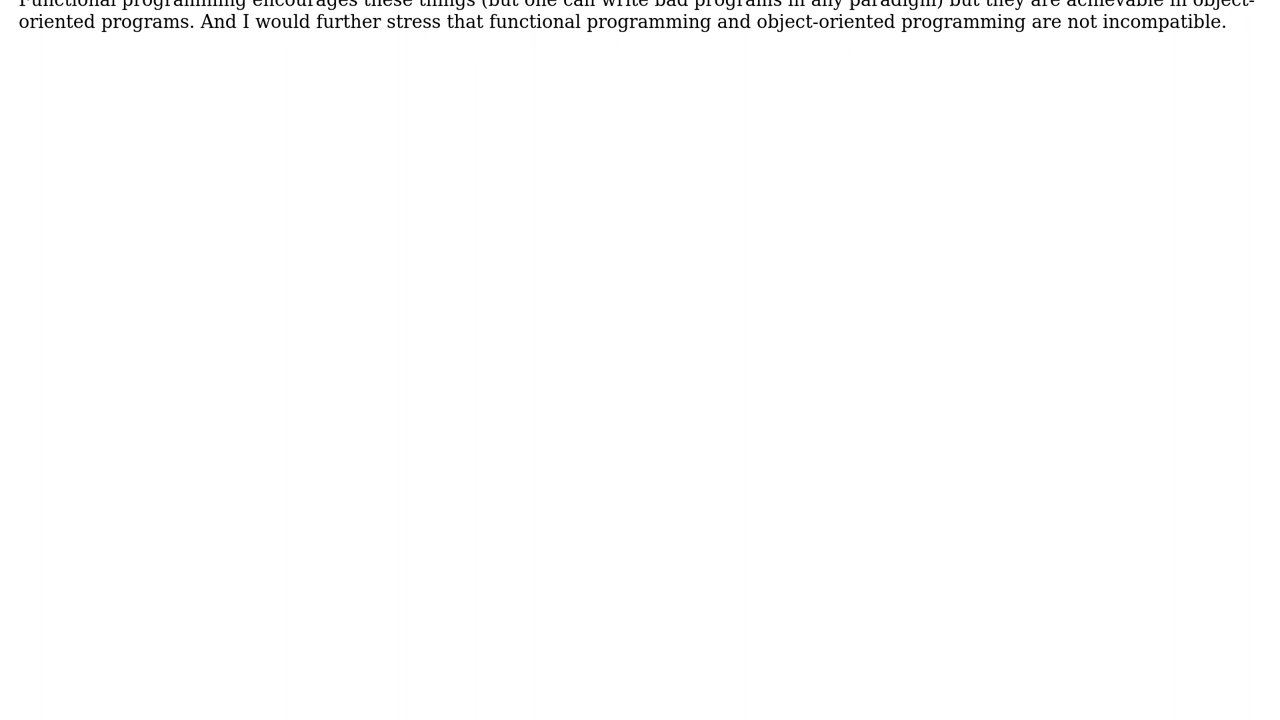 Functional programming encourages these things (but one can write bad programs in any paradigm) but they are achievable in object-
oriented programs. And I would further stress that functional programming and object-oriented programming are not incompatible.